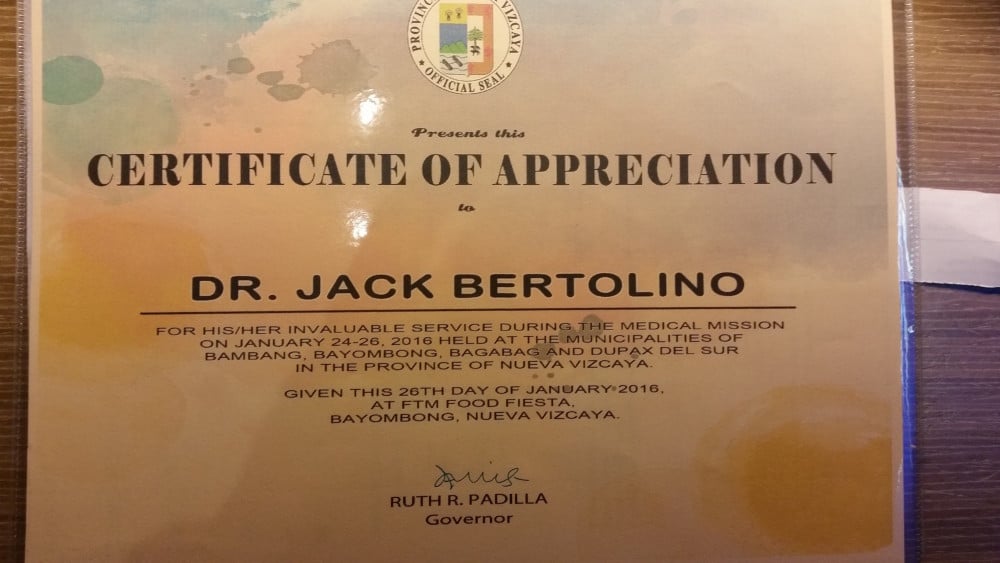 PROVINC VIZCAYA
OFFICIAL SEAL
Presents this
CERTIFICATE OF APPRECIATION
to
DR. JACK BERTOLINO
FOR HIS/HER INVALUABLE SERVICE DURING THE MEDICAL MISSION
ON JANUARY 24-26, 2016 HELD AT THE MUNICIPALITIES OF
BAMBANG, BAYOMBONG, BAGABAG AND DUPAX DEL SUR
IN THE PROVINCE OF NUEVA VIZCAYA.
GIVEN THIS 26TH DAY OF JANUARY 2016,
AT FTM FOOD FIESTA,
BAYOMBONG, NUEVA VIZCAYA.
RUTH R. PADILLA
Governor